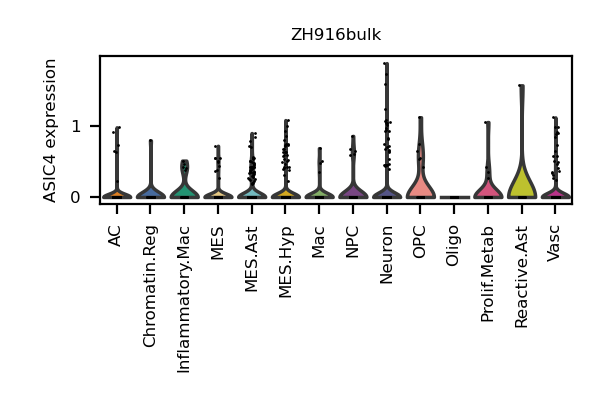 ZH916bulk
ASIC4 expression
1
0
AC
Chromatin.Reg
Inflammatory.Mac
MES
MES.Ast
MES.Hyp
Mac
NPC
Neuron
OPC
Oligo
Prolif.Metab
Reactive.Ast
Vasc